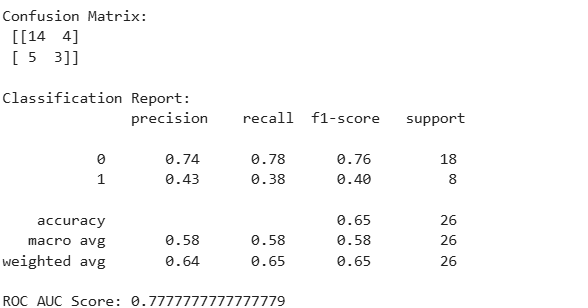 Confusion Matrix:
[[14 4]
[ 5 3]]
Classification Report:
precision recall f1-score support
0 0.74 0.78 0.76 18
1 0.43 0.38 0.40 8
accuracy 0.65 26
macro avg 0.58 0.58 0.58 26
weighted avg 0.64 0.65 0.65 26
ROC AUC Score: 0.7777777777777779